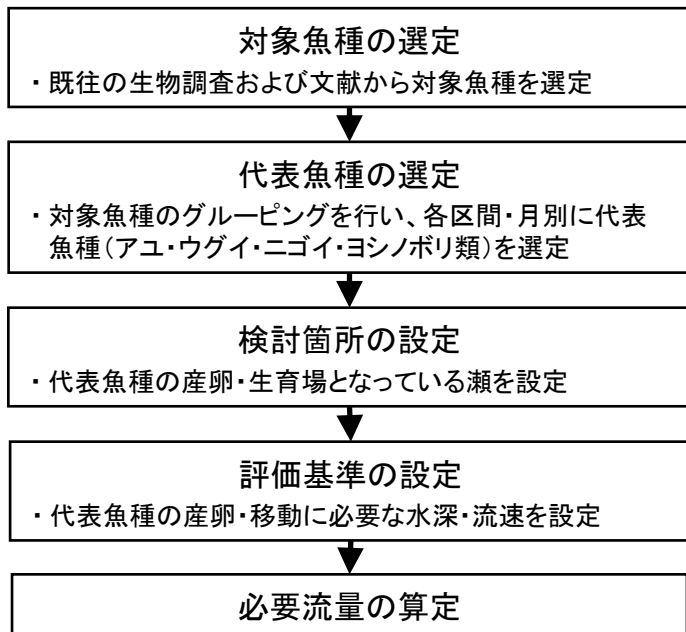 対象魚種の選定
・既往の生物調査および文献から対象魚種を選定
代表魚種の選定
・対象魚種のグルーピングを行い、各区間・月別に代表
魚種(アユ・ウグイ・ニゴイ・ヨシノボリ類)を選定
検討箇所の設定
・代表魚種の産卵・生育場となっている瀬を設定
評価基準の設定
・代表魚種の産卵・移動に必要な水深・流速を設定
必要流量の算定